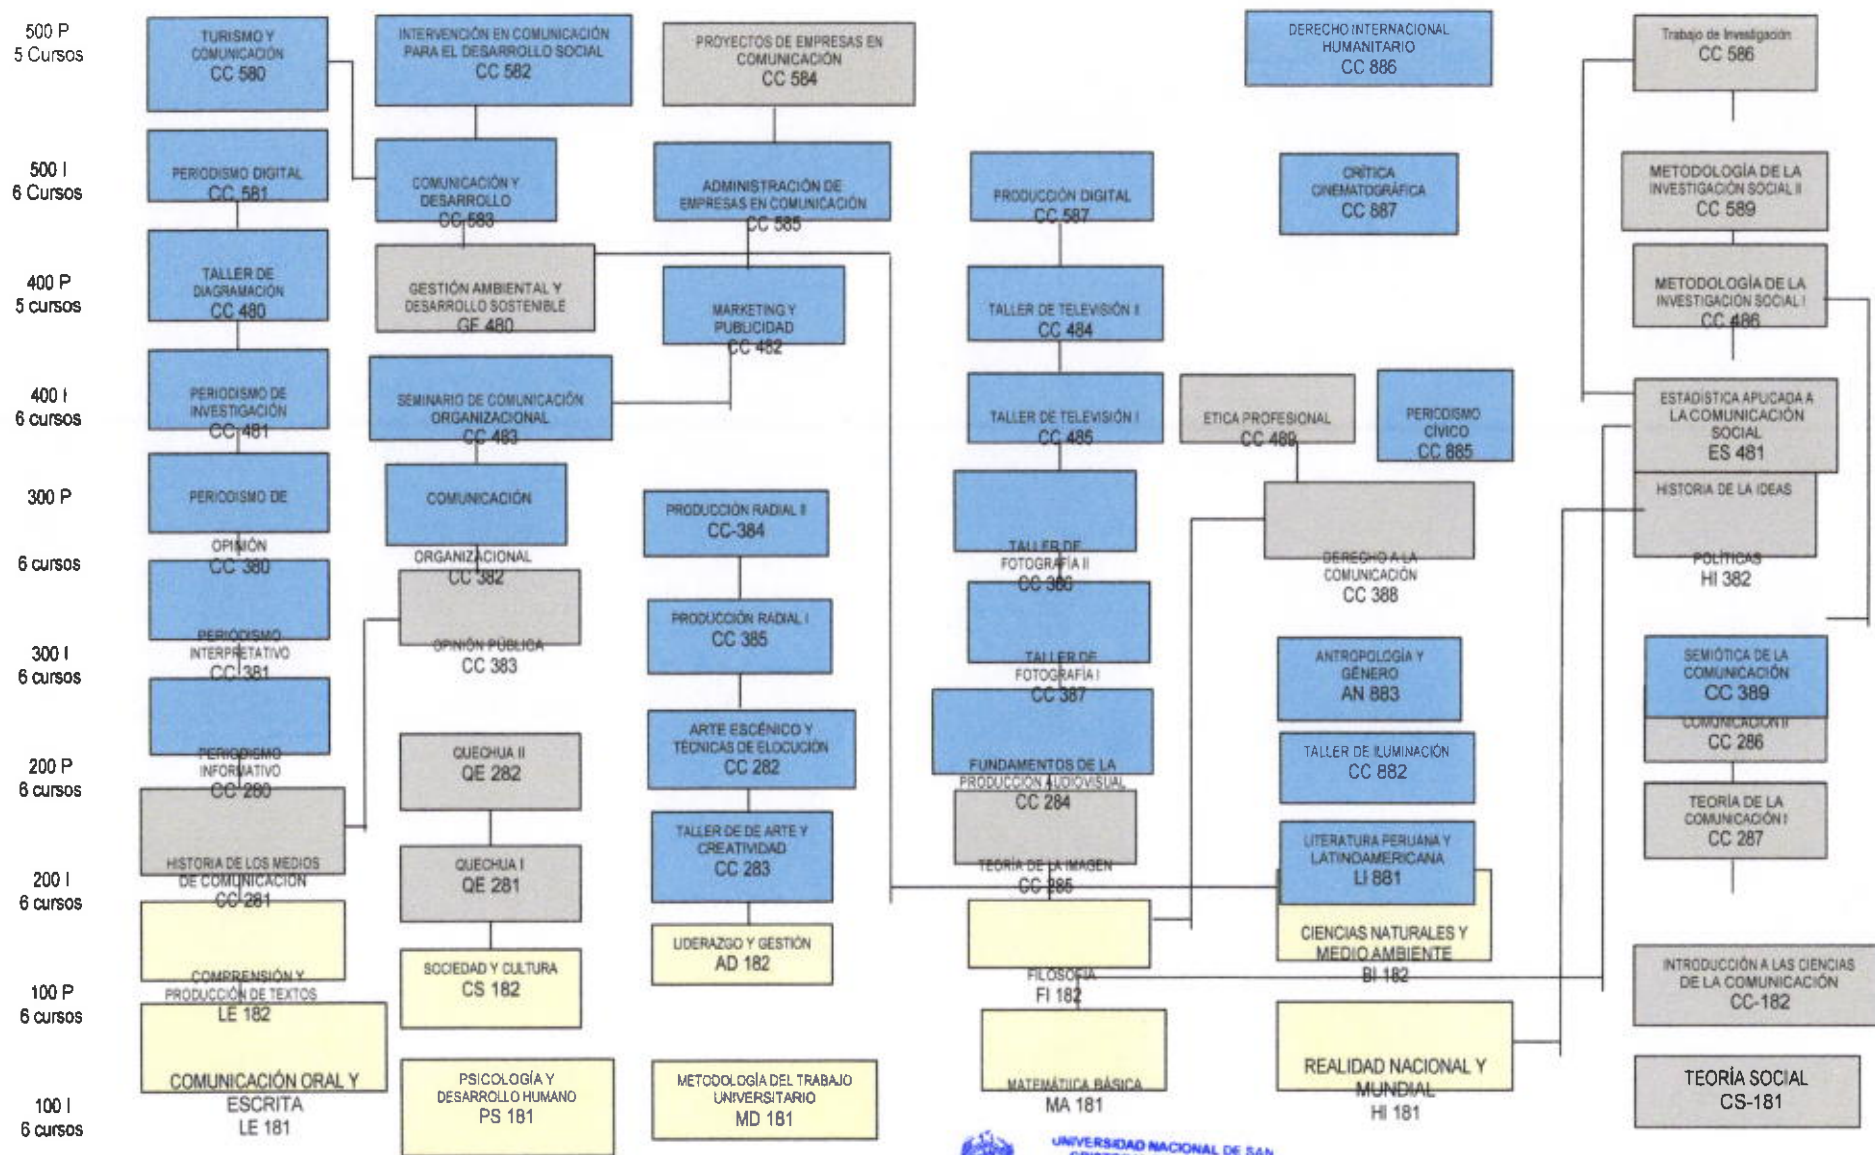 500 P
5 Cursos
TURISMO Y
COMUNICACIÓN
CC 580
INTERVENCIÓN EN COMUNICACIÓN
PARA EL DESARROLLO SOCIAL
CC 582
PROYECTOS DE EMPRESAS EN
COMUNICACIÓN
CC 584
DERECHO INTERNACIONAL
HUMANITARIO
CC 886
Trabajo de Investigación
CC 586
500 I
6 Cursos
PERIODISMO DIGITAL
CC 581
COMUNICACIÓN Y
DESARROLLO
CC 583
ADMINISTRACIÓN DE
EMPRESAS EN COMUNICACIÓN
CC 585
PRODUCCIÓN DIGITAL
CC 587
CRÍTICA
CINEMATOGRÁFICA
CC 887
METODOLOGÍA DE LA
INVESTIGACIÓN SOCIAL II
CC 589
400 P
5 cursos
TALLER DE
DIAGRAMACIÓN
CC 480
GESTIÓN AMBIENTAL Y
DESARROLLO SOSTENIBLE
GE 480
MARKETING Y
PUBLICIDAD
CC 482
TALLER DE TELEVISIÓN II
CC 484
METODOLOGÍA DE LA
INVESTIGACIÓN SOCIAL I
CC 486
400 I
6 cursos
PERIODISMO DE
INVESTIGACIÓN
CC 481
SEMINARIO DE COMUNICACIÓN
ORGANIZACIONAL
CC 483
TALLER DE TELEVISIÓN I
CC 485
ETICA PROFESIONAL
CC 489
PERIODISMO
CÍVICO
CC 885
ESTADÍSTICA APLICADA A
LA COMUNICACIÓN
SOCIAL
ES 481
300 P
6 cursos
PERIODISMO DE
OPINIÓN
CC 380
COMUNICACIÓN
ORGANIZACIONAL
CC 382
PRODUCCIÓN RADIAL II
CC-384
TALLER DE
FOTOGRAFÍA II
CC 386
DERECHO A LA
COMUNICACIÓN
CC 388
HISTORIA DE LA IDEAS
POLÍTICAS
HI 382
300 I
6 cursos
PERIODISMO
INTERPRETATIVO
CC 381
OPINIÓN PÚBLICA
CC 383
PRODUCCIÓN RADIAL I
CC 385
TALLER DE
FOTOGRAFÍA I
CC 387
ANTROPOLOGÍA Y
GÉNERO
AN 883
SEMIÓTICA DE LA
COMUNICACIÓN
CC 389
200 P
6 cursos
PERIODISMO
INFORMATIVO
CC 280
QUECHUA II
QE 282
ARTE ESCÉNICO Y
TÉCNICAS DE ELOCUCIÓN
CC 282
FUNDAMENTOS DE LA
PRODUCCIÓN AUDIOVISUAL
CC 284
TALLER DE ILUMINACIÓN
CC 882
COMUNICACIÓN II
CC 286
200 I
6 cursos
HISTORIA DE LOS MEDIOS
DE COMUNICACIÓN
CC 281
QUECHUA I
QE 281
TALLER DE DE ARTE Y
CREATIVIDAD
CC 283
TEORÍA DE LA IMAGEN
CC 285
LITERATURA PERUANA Y
LATINOAMERICANA
LI 881
TEORÍA DE LA
COMUNICACIÓN I
CC 287
100 P
6 cursos
COMPRENSIÓN Y
PRODUCCIÓN DE TEXTOS
LE 182
SOCIEDAD Y CULTURA
CS 182
LIDERAZGO Y GESTIÓN
AD 182
FILOSOFÍA
FI 182
CIENCIAS NATURALES Y
MEDIO AMBIENTE
BI 182
INTRODUCCIÓN A LAS CIENCIAS
DE LA COMUNICACIÓN
CC-182
100 I
6 cursos
COMUNICACIÓN ORAL Y
ESCRITA
LE 181
PSICOLOGÍA Y
DESARROLLO HUMANO
PS 181
METODOLOGÍA DEL TRABAJO
UNIVERSITARIO
MD 181
MATEMÁTIICA BÁSICA
MA 181
REALIDAD NACIONAL Y
MUNDIAL
HI 181
TEORÍA SOCIAL
CS-181
UNIVERSIDAD NACIONAL DE SAN